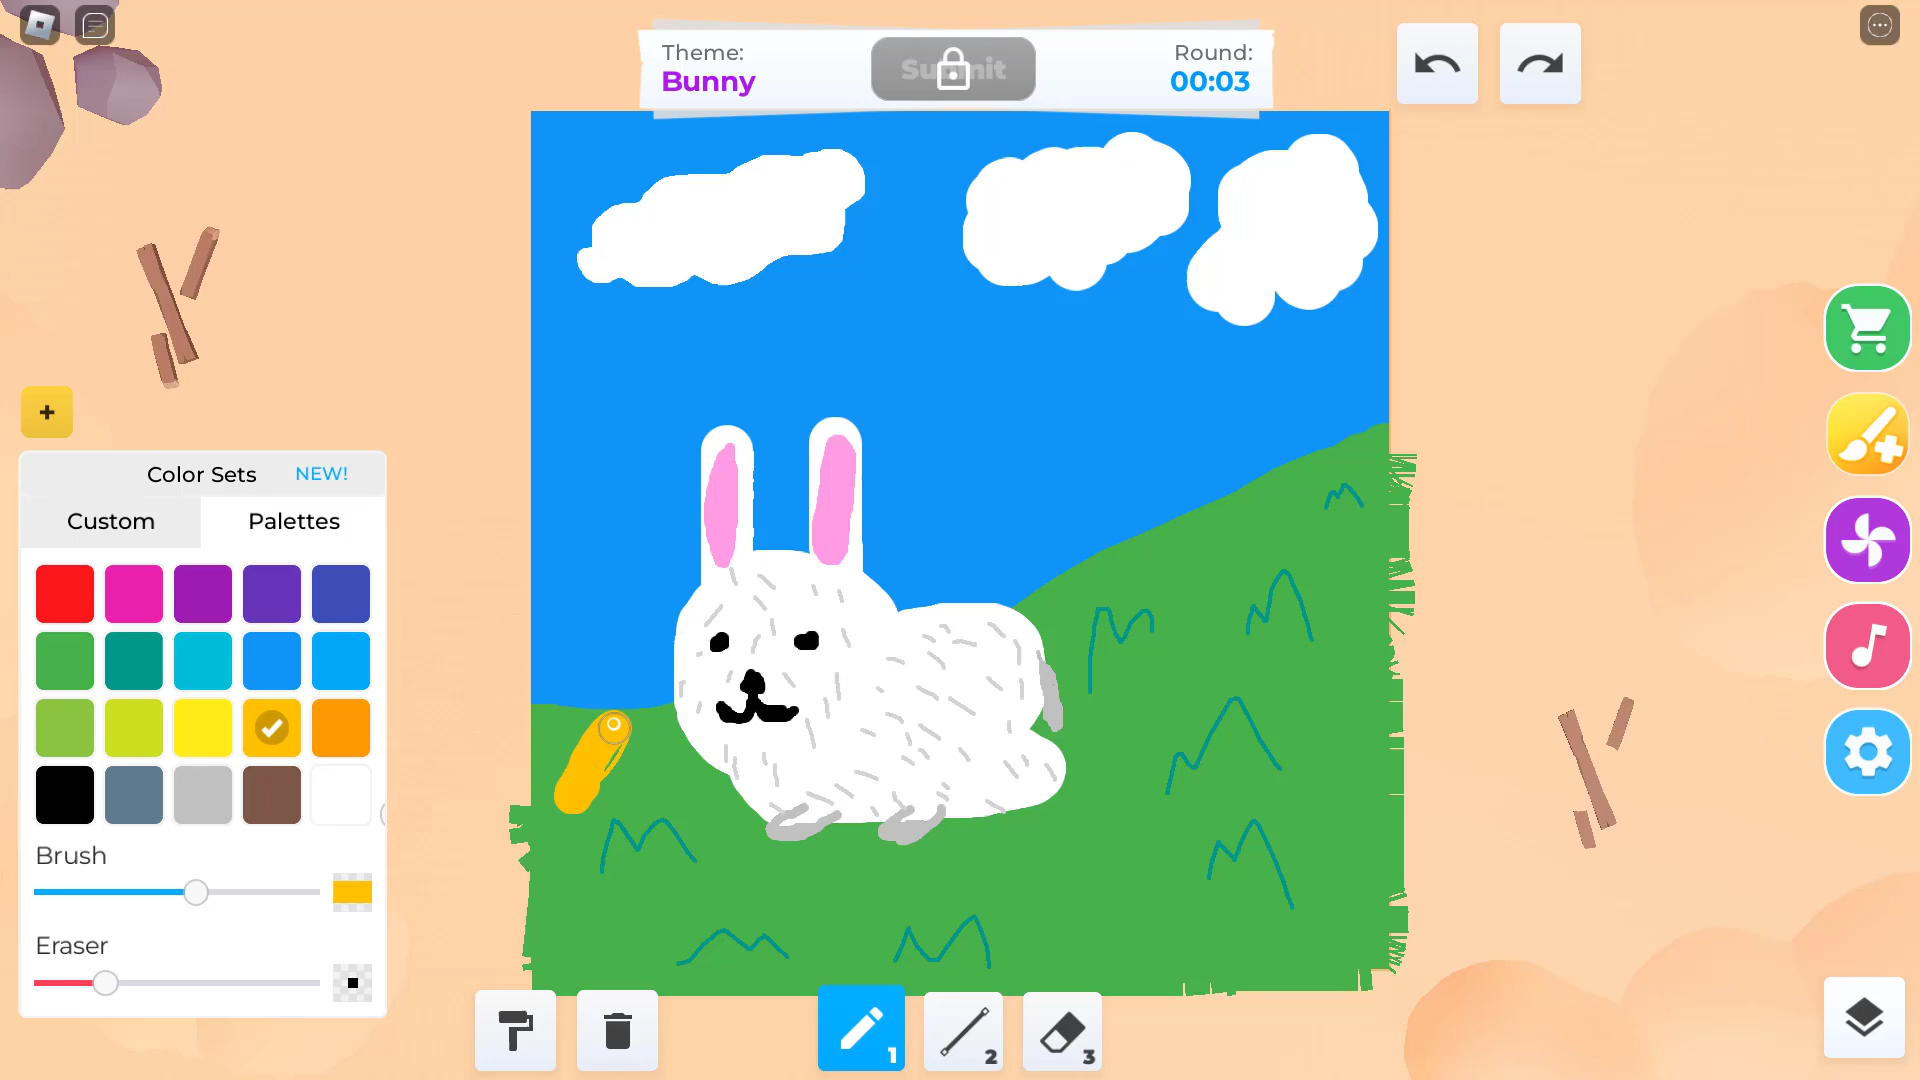 Theme:
Bunny
Submit
Round:
00:03
+
Color Sets NEW!
Custom Palettes
Brush
Eraser
1
2
3